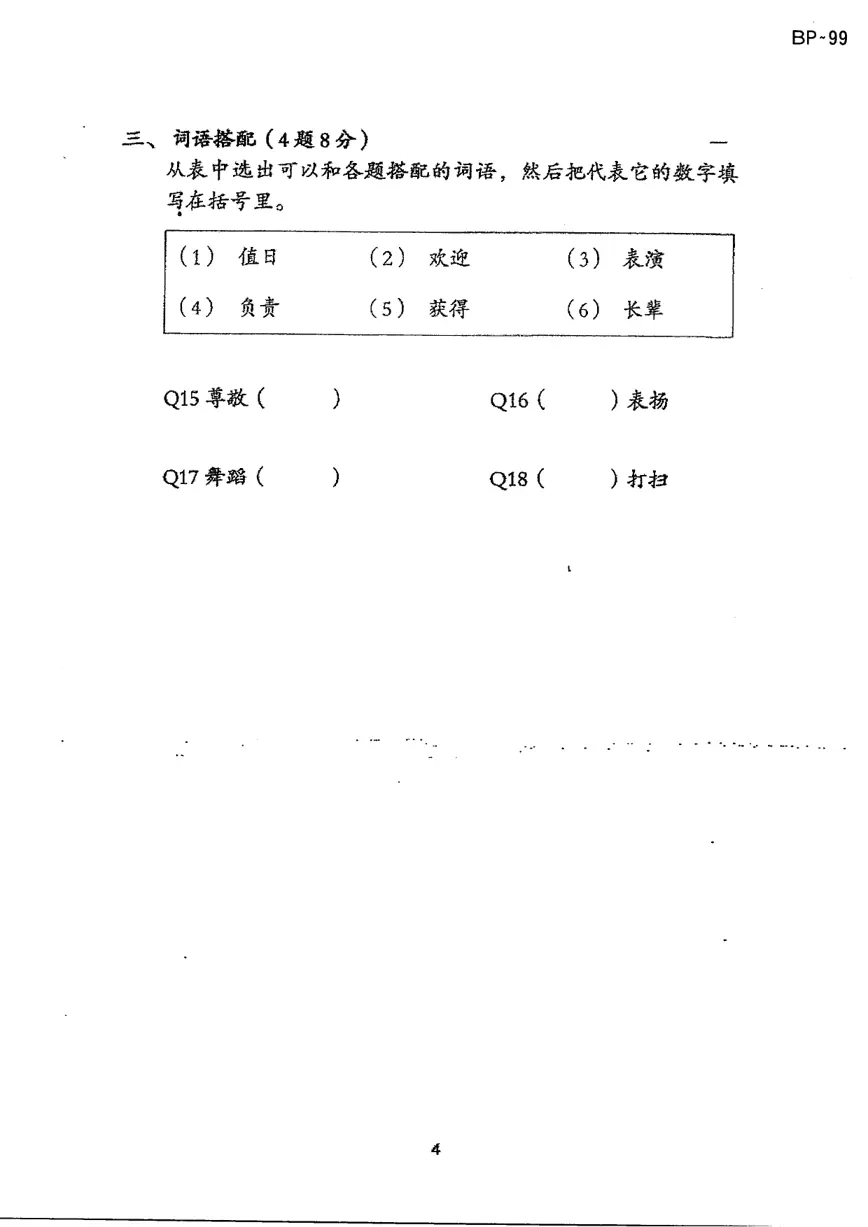 BP-99
三、词语搭配（4题8分）
从表中选出可以和各题搭配的词语，然后把代表它的数字填
写在括号里。
（1） 值日 （2） 欢迎 （3） 表演
（4） 负责 （5） 获得 （6） 长辈
Q15 尊敬（ ） Q16（ ）表扬
Q17 舞蹈（ ） Q18（ ）打扫
4